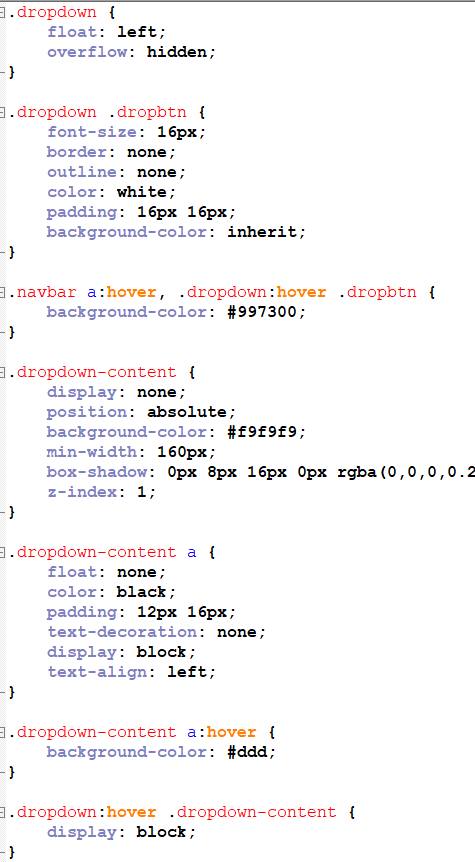 .dropdown {
    float: left;
    overflow: hidden;
}

.dropdown .dropbtn {
    font-size: 16px;
    border: none;
    outline: none;
    color: white;
    padding: 16px 16px;
    background-color: inherit;
}

.navbar a:hover, .dropdown:hover .dropbtn {
    background-color: #997300;
}

.dropdown-content {
    display: none;
    position: absolute;
    background-color: #f9f9f9;
    min-width: 160px;
    box-shadow: 0px 8px 16px 0px rgba(0,0,0,0.2
    z-index: 1;
}

.dropdown-content a {
    float: none;
    color: black;
    padding: 12px 16px;
    text-decoration: none;
    display: block;
    text-align: left;
}

.dropdown-content a:hover {
    background-color: #ddd;
}

.dropdown:hover .dropdown-content {
    display: block;
}